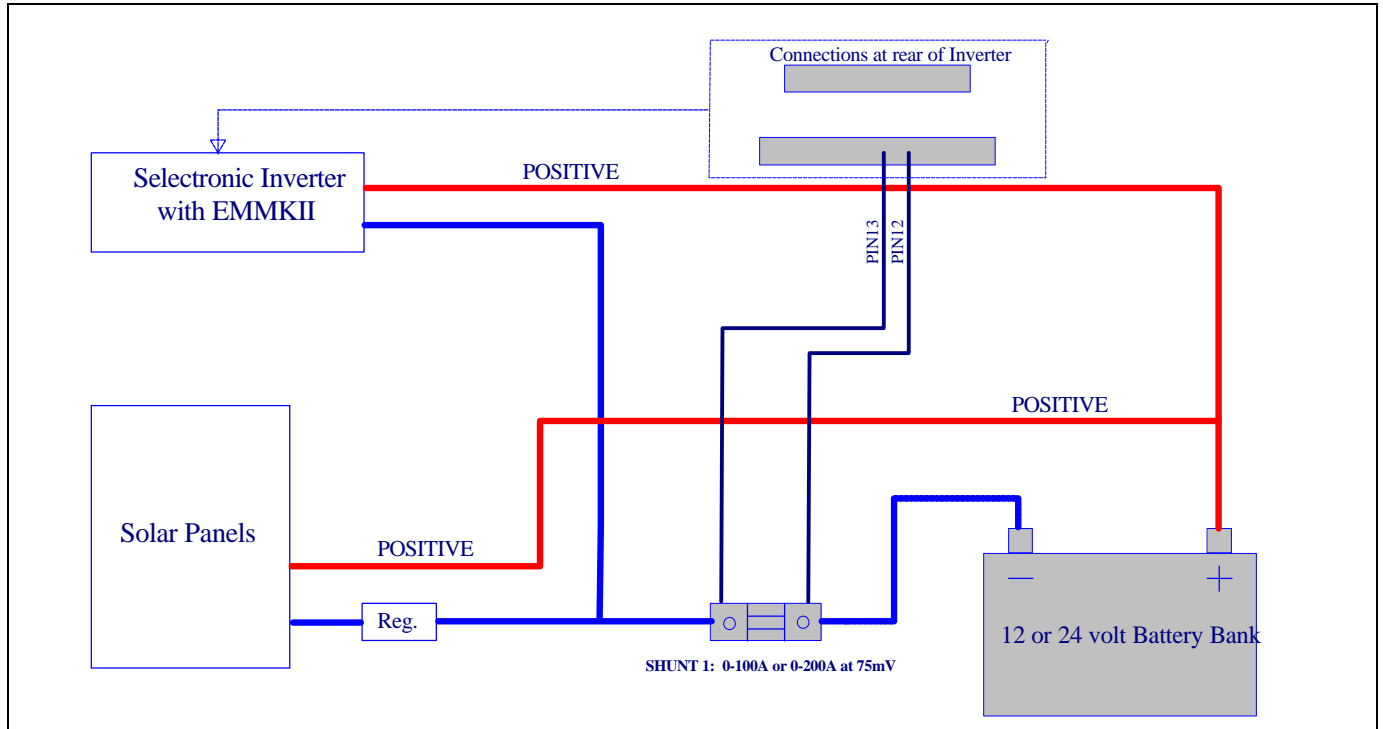 Connections at rear of Inverter
Selectronic Inverter
with EMMKII
POSITIVE
PIN13
PIN12
POSITIVE
Solar Panels
POSITIVE
Reg.
12 or 24 volt Battery Bank
SHUNT 1: 0-100A or 0-200A at 75mV